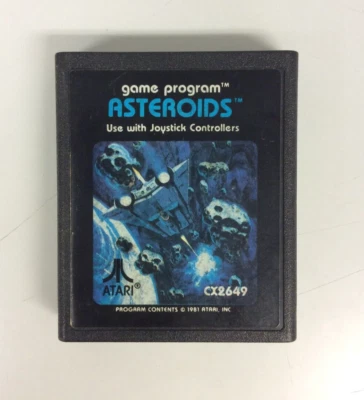 game program™
ASTEROIDS™
Use with Joystick Controllers
ATARI®
CX2649
PROGRAM CONTENTS © 1981 ATARI, INC